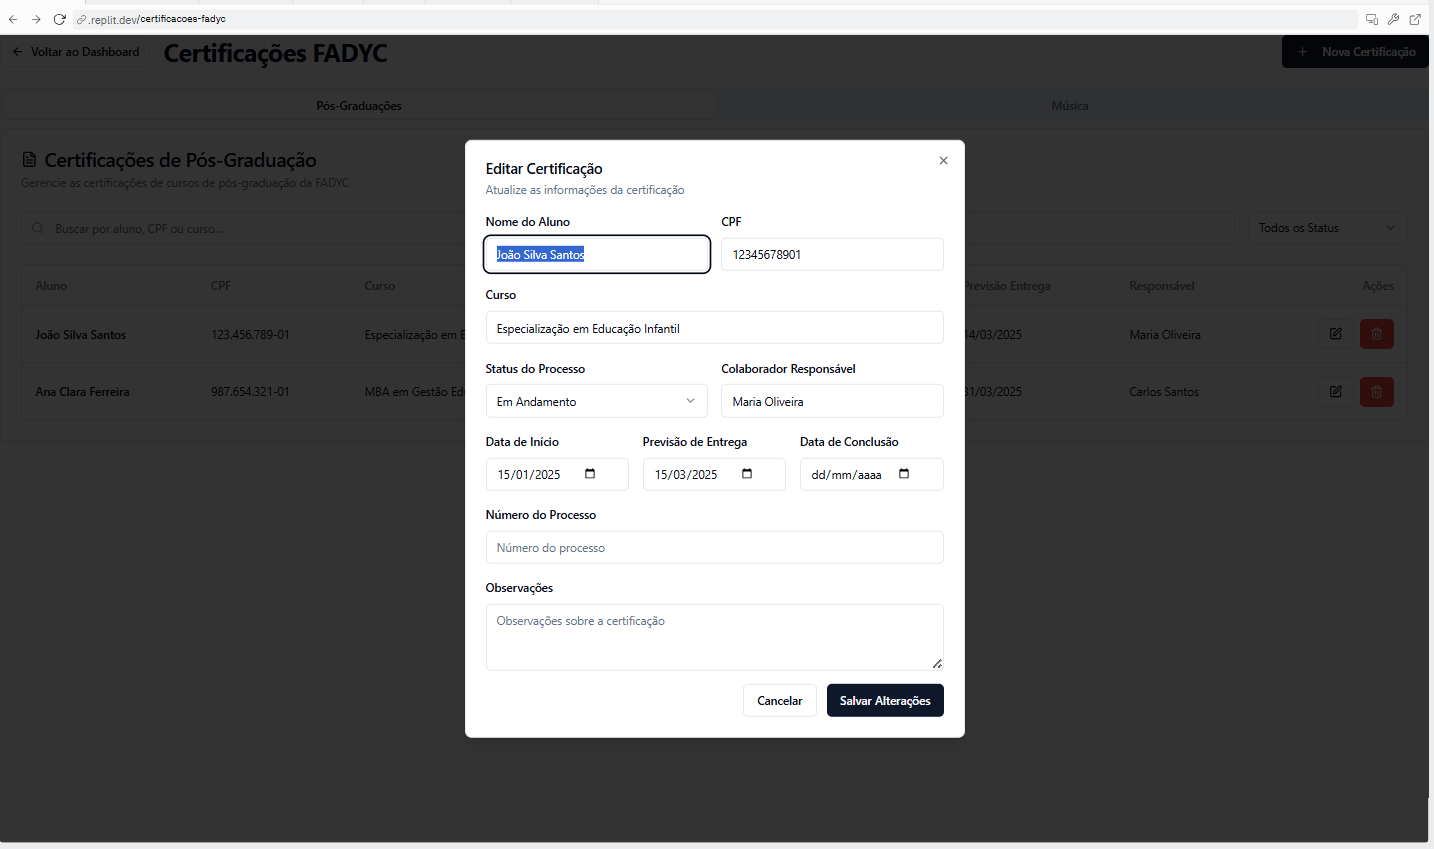 .replit.dev/certificacoes-fadyc
Voltar ao Dashboard
Certificações FADYC
Nova Certificação
Pós-Graduações
Música
Certificações de Pós-Graduação
Gerencie as certificações de cursos de pós-graduação da FADYC
Buscar por aluno, CPF ou curso...
Todos os Status
Aluno CPF Curso Previsão Entrega Responsável Ações
João Silva Santos 123.456.789-01 Especialização em E 14/03/2025 Maria Oliveira
Ana Clara Ferreira 987.654.321-01 MBA em Gestão Ed 31/03/2025 Carlos Santos
Editar Certificação
Atualize as informações da certificação
Nome do Aluno CPF
João Silva Santos 12345678901
Curso
Especialização em Educação Infantil
Status do Processo Colaborador Responsável
Em Andamento Maria Oliveira
Data de Início Previsão de Entrega Data de Conclusão
15/01/2025 15/03/2025 dd/mm/aaaa
Número do Processo
Número do processo
Observações
Observações sobre a certificação
Cancelar Salvar Alterações